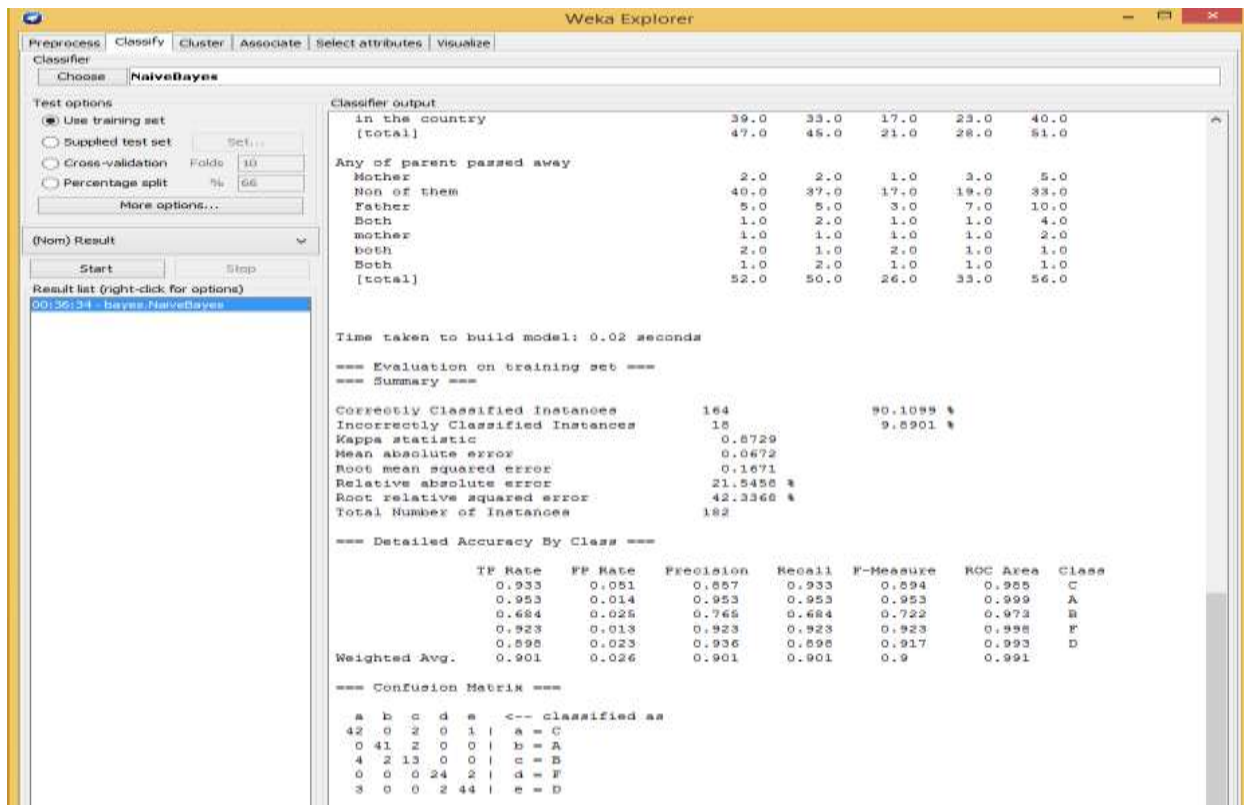 Weka Explorer
Preprocess Classify Cluster Associate Select attributes Visualize
Classifier
Choose NaiveBayes
Test options
Use training set
Supplied test set Set...
Cross-validation Folds 10
Percentage split % 66
More options...
(Nom) Result
Start Stop
Result list (right-click for options)
00:36:34 - bayes.NaiveBayes
Classifier output
in the country 39.0 33.0 17.0 23.0 40.0
[total] 47.0 45.0 21.0 28.0 51.0
Any of parent passed away
Mother 2.0 2.0 1.0 3.0 5.0
Non of them 40.0 37.0 17.0 19.0 33.0
Father 5.0 5.0 3.0 7.0 10.0
Both 1.0 2.0 1.0 1.0 4.0
mother 1.0 1.0 1.0 1.0 2.0
both 2.0 1.0 2.0 1.0 1.0
Both 1.0 2.0 1.0 1.0 1.0
[total] 52.0 50.0 26.0 33.0 56.0
Time taken to build model: 0.02 seconds
=== Evaluation on training set ===
=== Summary ===
Correctly Classified Instances 164 90.1099 %
Incorrectly Classified Instances 18 9.8901 %
Kappa statistic 0.8729
Mean absolute error 0.0672
Root mean squared error 0.1671
Relative absolute error 21.5458 %
Root relative squared error 42.3368 %
Total Number of Instances 182
=== Detailed Accuracy By Class ===
TP Rate FP Rate Precision Recall F-Measure ROC Area Class
0.933 0.051 0.857 0.933 0.894 0.985 C
0.953 0.014 0.953 0.953 0.953 0.999 A
0.684 0.025 0.765 0.684 0.722 0.973 B
0.923 0.013 0.923 0.923 0.923 0.998 F
0.898 0.023 0.936 0.898 0.917 0.993 D
Weighted Avg. 0.901 0.026 0.901 0.901 0.9 0.991
=== Confusion Matrix ===
a b c d e <-- classified as
42 0 2 0 1 | a = C
0 41 2 0 0 | b = A
4 2 13 0 0 | c = B
0 0 0 24 2 | d = F
3 0 0 2 44 | e = D